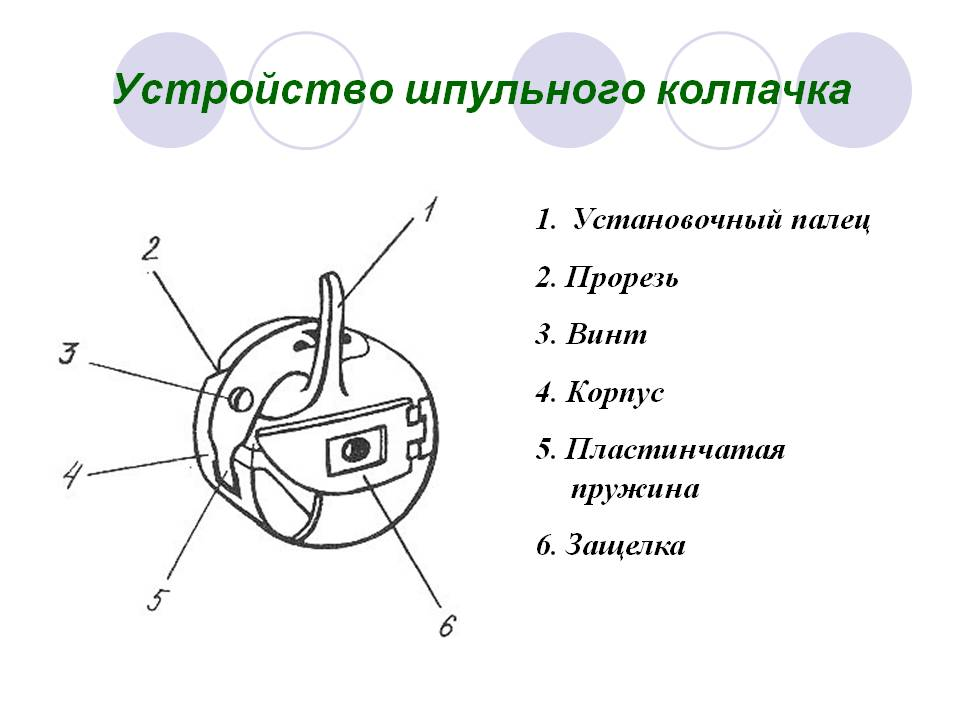 Устройство шпульного колпачка
1. Установочный палец
2. Прорезь
3. Винт
4. Корпус
5. Пластинчатая
пружина
6. Защелка
1
2
3
4
5
6